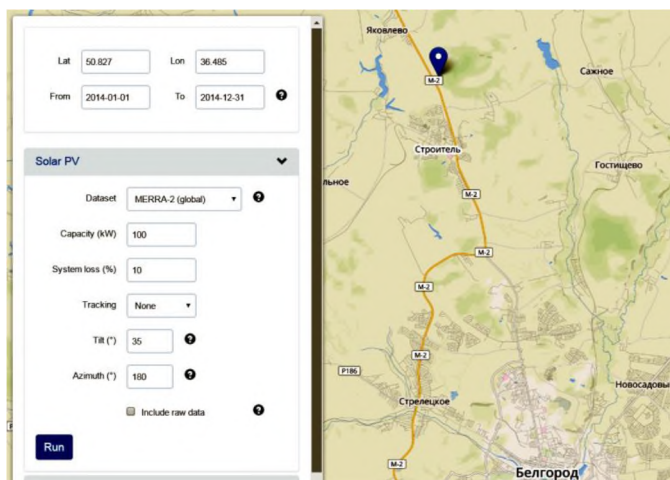 Lat 50.827 Lon 36.485
From 2014-01-01 To 2014-12-31
Solar PV
Dataset MERRA-2 (global)
Capacity (kW) 100
System loss (%) 10
Tracking None
Tilt (°) 35
Azimuth (°) 180
Include raw data
Run
Яковлево
M-2
Сажное
Строитель
Гостищево
льное
M-2
M-2
M-2
M-2
P186
Новосадовы
Стрелецкое
M-2
Белгород